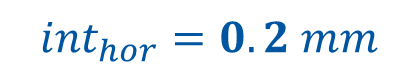 int_hor = 0.2 mm